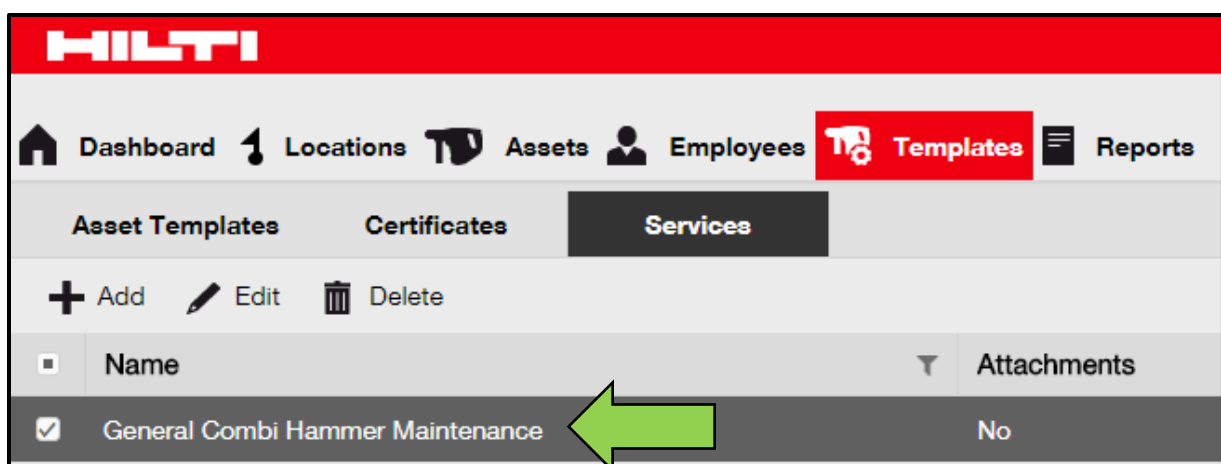 HILTI
Dashboard Locations Assets Employees Templates Reports
Asset Templates Certificates Services
Add Edit Delete
Name Attachments
General Combi Hammer Maintenance No